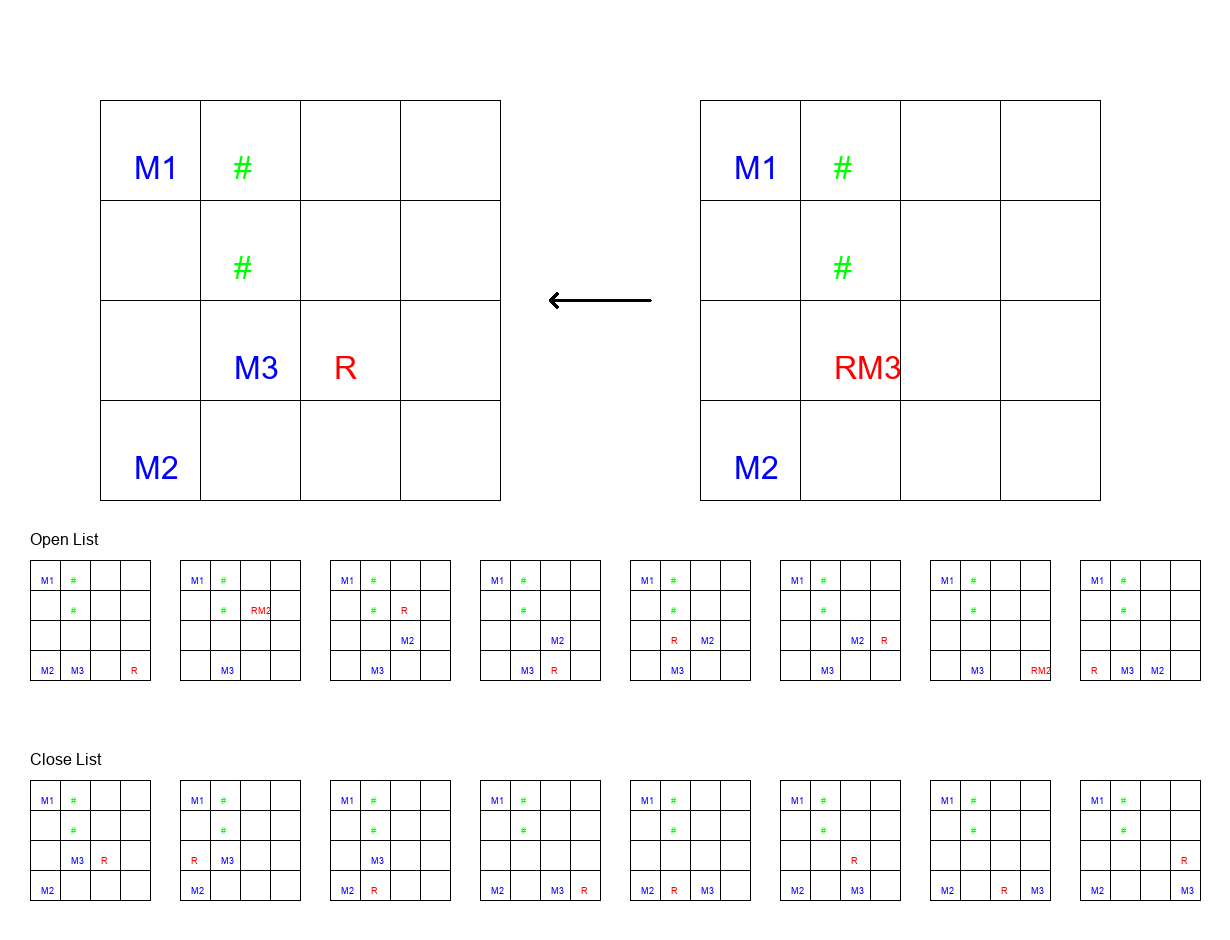 M1 # M1 #
# #
M3 R RM3
M2 M2
Open List
M1 # M1 # M1 # M1 # M1 # M1 # M1 # M1 #
# # RM2 # R # # # # #
M2 M2 R M2 M2 R
M2 M3 R M3 M3 M3 R M3 M3 M3 RM2 R M3 M2
Close List
M1 # M1 # M1 # M1 # M1 # M1 # M1 # M1 #
# # # # # # # #
M3 R R M3 M3 R R
M2 M2 M2 R M2 M3 R M2 R M3 M2 M3 M2 R M3 M2 M3